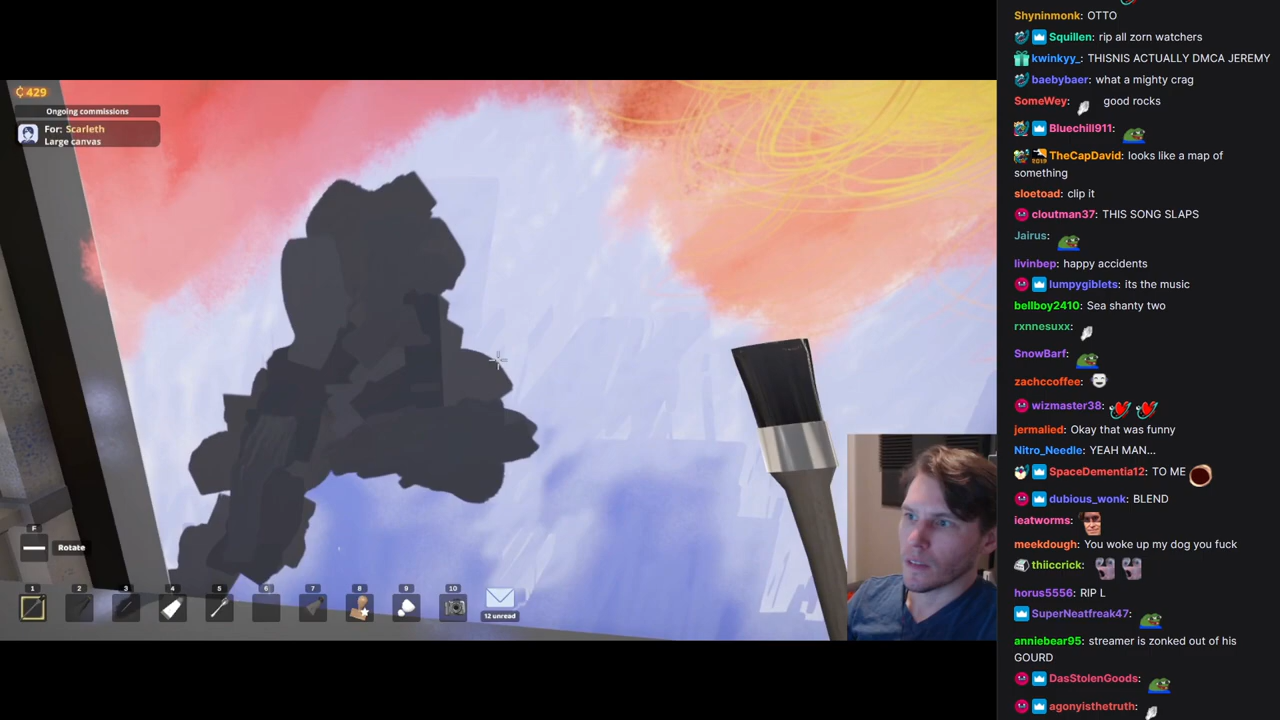 429
Ongoing commissions
For: Scarleth
Large canvas
F
Rotate
1
2
3
4
5
6
7
8
9
10
12 unread
Shyninmonk: OTTO
Squillen: rip all zorn watchers
kwinkyy_: THISNIS ACTUALLY DMCA JEREMY
baebybaer: what a mighty crag
SomeWey: good rocks
Bluechill911:
TheCapDavid: looks like a map of
something
sloetoad: clip it
cloutman37: THIS SONG SLAPS
Jairus:
livinbep: happy accidents
lumpygiblets: its the music
bellboy2410: Sea shanty two
rxnnesuxx:
SnowBarf:
zachccoffee:
wizmaster38:
jermalied: Okay that was funny
Nitro_Needle: YEAH MAN...
SpaceDementia12: TO ME
dubious_wonk: BLEND
ieatworms:
meekdough: You woke up my dog you fuck
thiiccrick:
horus5556: RIP L
SuperNeatfreak47:
anniebear95: streamer is zonked out of his
GOURD
DasStolenGoods:
agonyisthetruth: